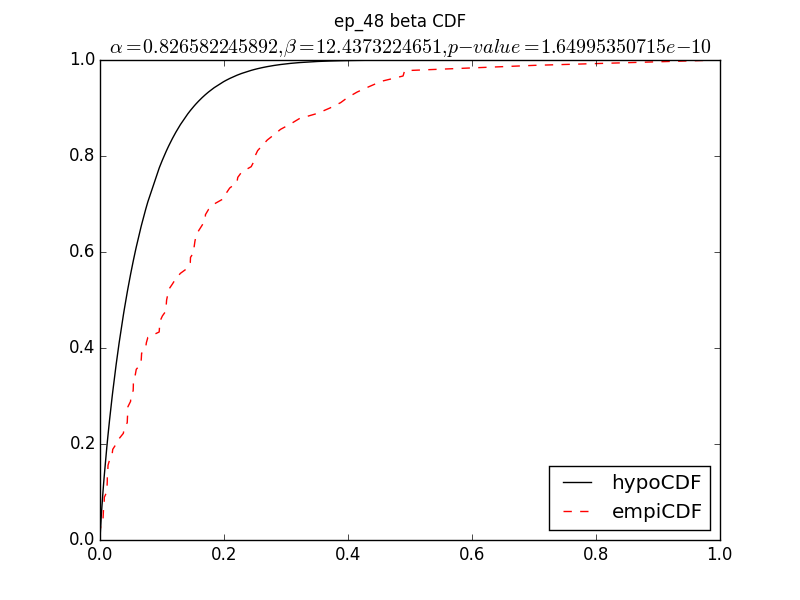 ep_48 beta CDF
α=0.826582245892,β=12.4373224651,p−value=1.64995350715e−10
1.0
0.8
0.6
0.4
0.2
0.0
hypoCDF
empiCDF
0.0 0.2 0.4 0.6 0.8 1.0